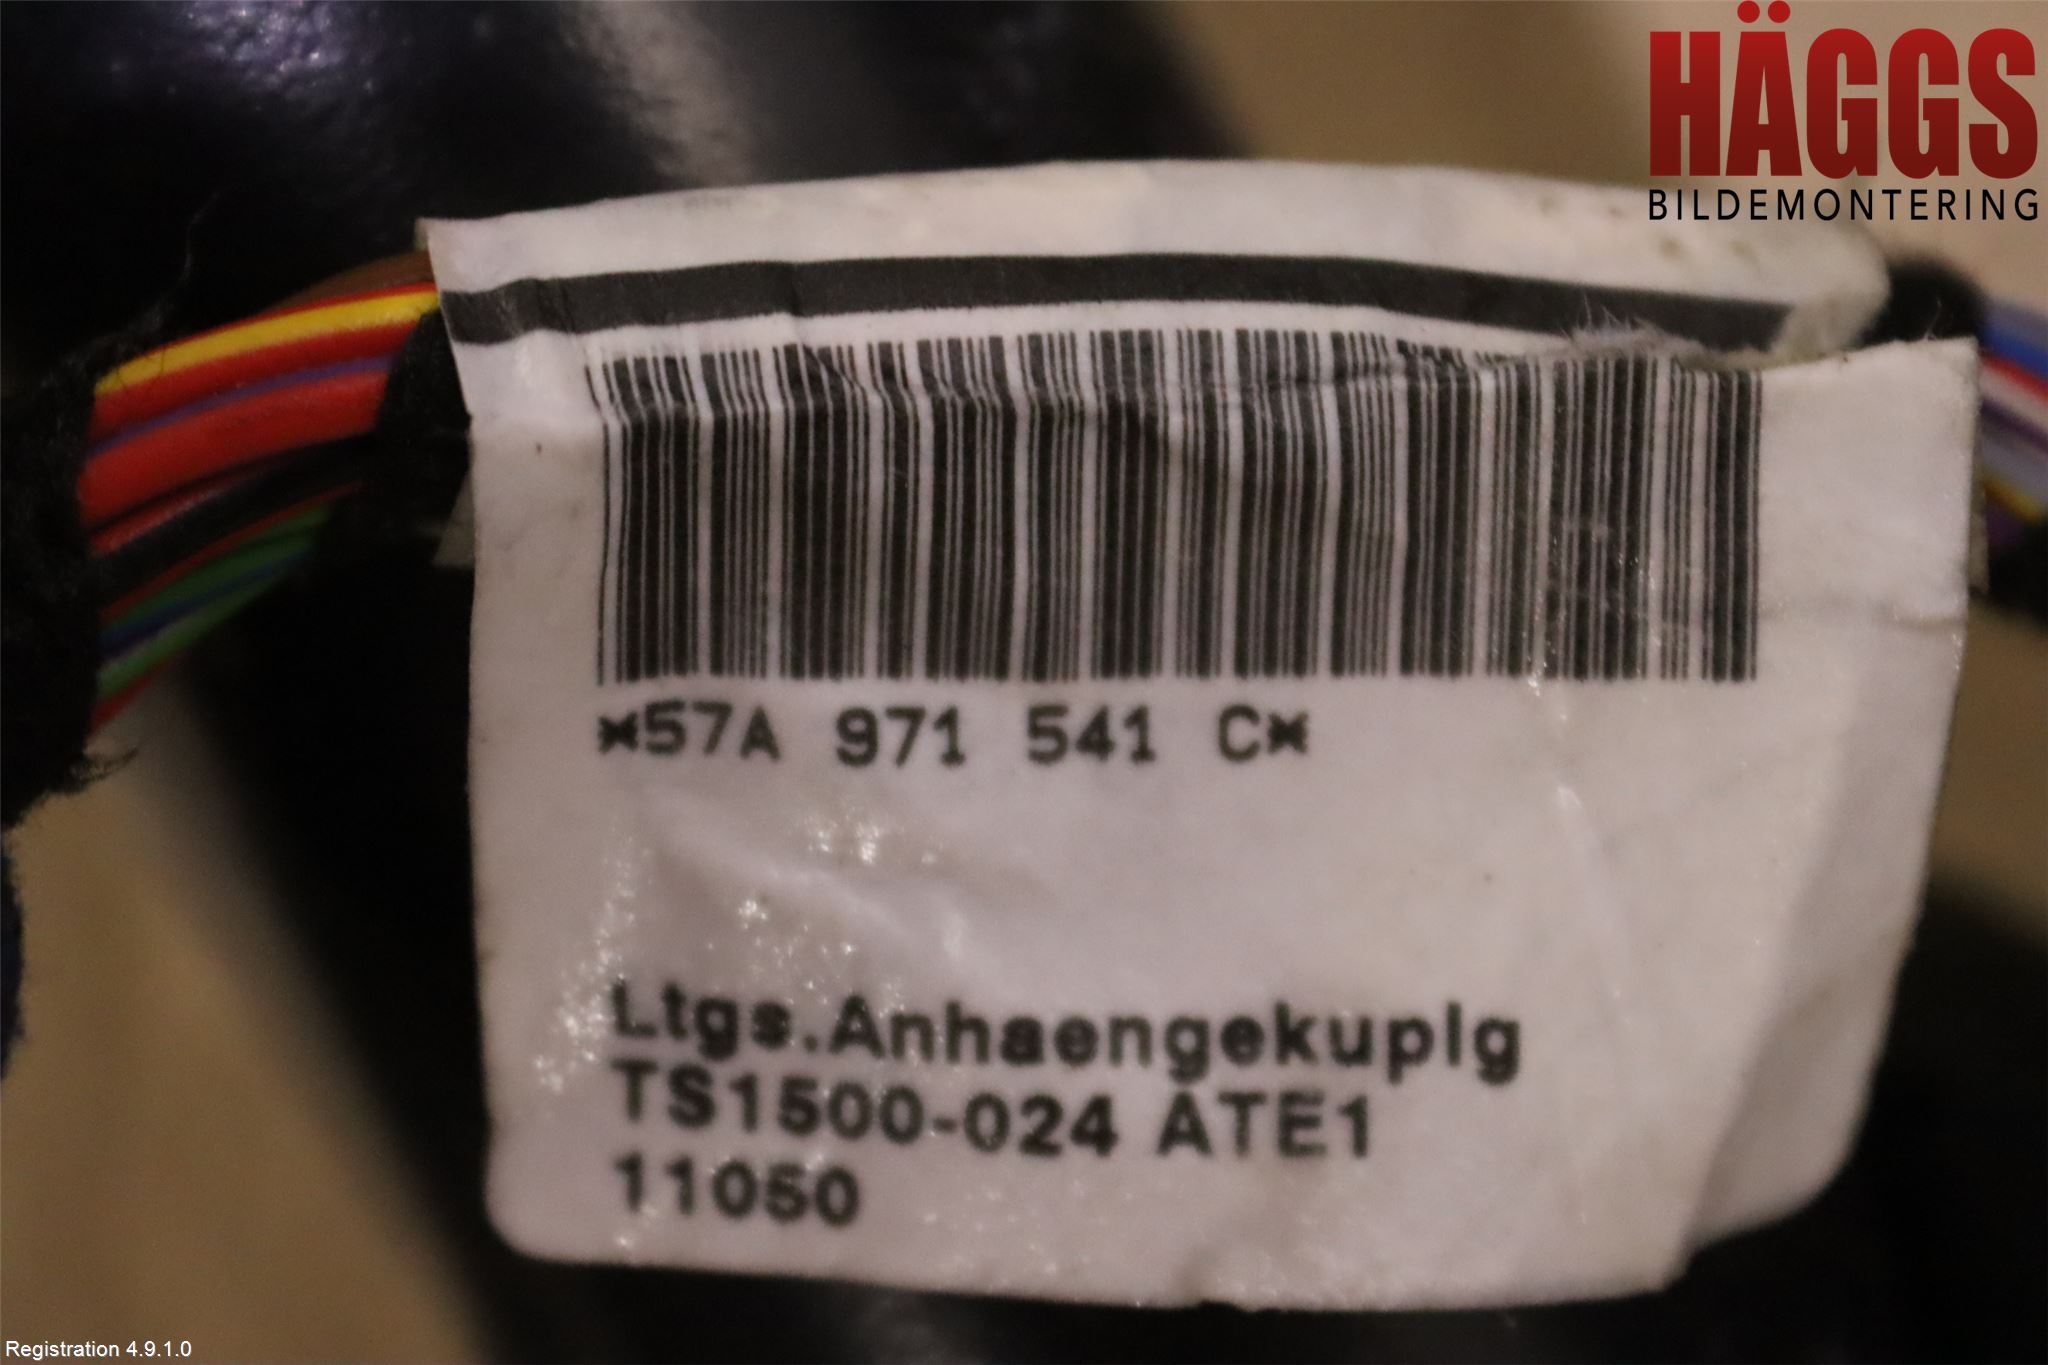 HÄGGS
BILDEMONTERING
*57A 971 541 C*
Ltgs.Anhaengekuplg
TS1500-024 ATE1
11050
Registration 4.9.1.0